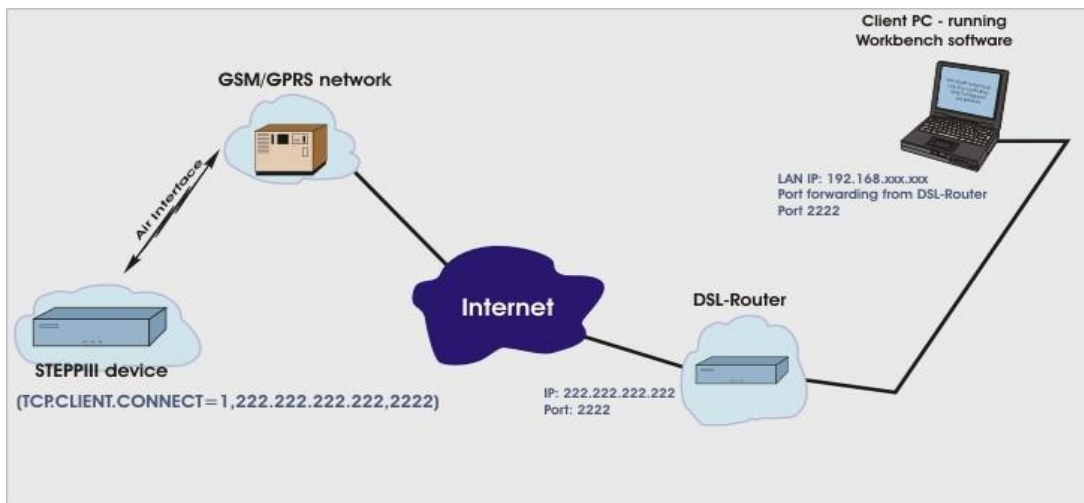 Client PC - running
Workbench software
GSM/GPRS network
Air Interface
LAN IP: 192.168.xxx.xxx
Port forwarding from DSL-Router
Port 2222
Internet
DSL-Router
STEPPIII device
(TCP.CLIENT.CONNECT=1,222.222.222.222,2222)
IP: 222.222.222.222
Port: 2222